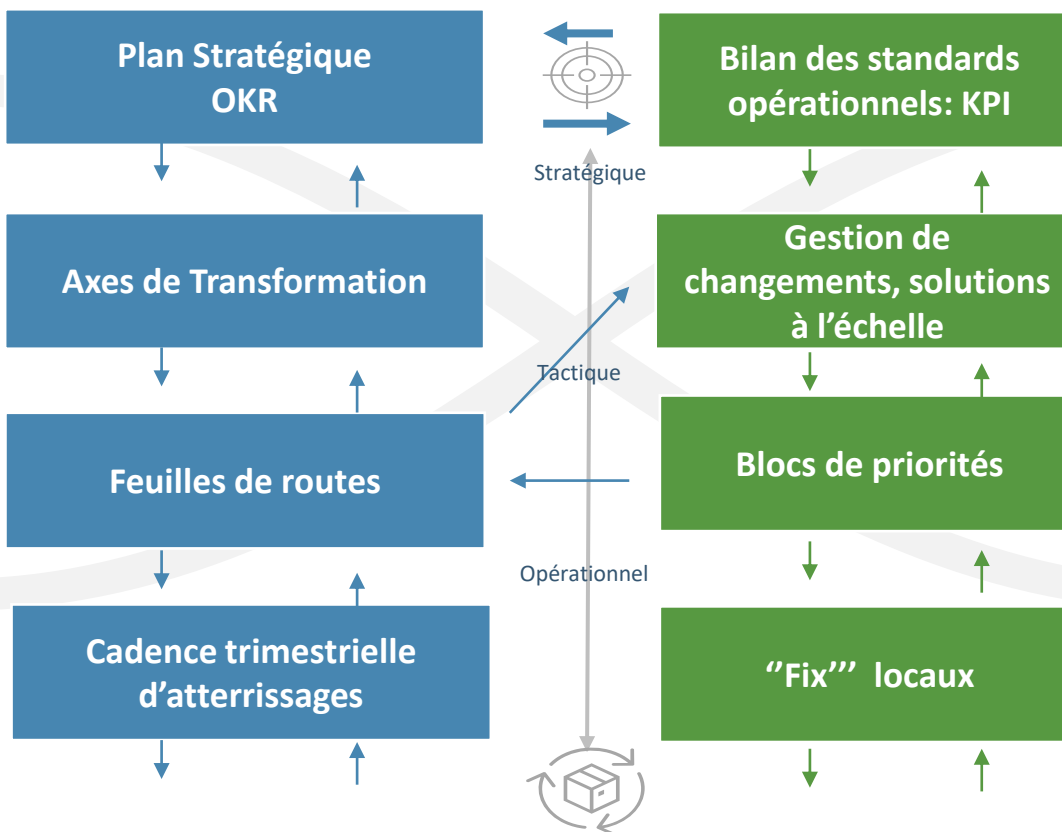 Plan Stratégique
OKR
Bilan des standards
opérationnels: KPI
Stratégique
Axes de Transformation
Gestion de
changements, solutions
à l’échelle
Tactique
Feuilles de routes
Blocs de priorités
Opérationnel
Cadence trimestrielle
d’atterrissages
‘’Fix’’’ locaux